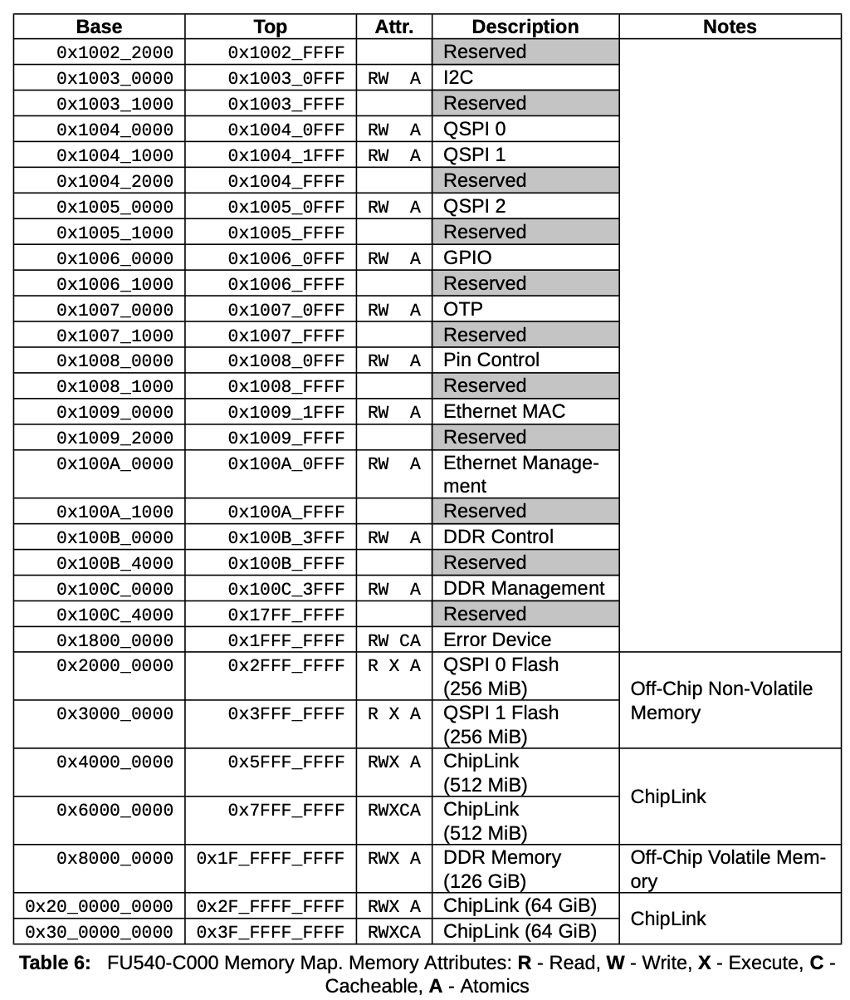 Base Top Attr. Description Notes
0x1002_2000 0x1002_FFFF Reserved
0x1003_0000 0x1003_0FFF RW A I2C
0x1003_1000 0x1003_FFFF Reserved
0x1004_0000 0x1004_0FFF RW A QSPI 0
0x1004_1000 0x1004_1FFF RW A QSPI 1
0x1004_2000 0x1004_FFFF Reserved
0x1005_0000 0x1005_0FFF RW A QSPI 2
0x1005_1000 0x1005_FFFF Reserved
0x1006_0000 0x1006_0FFF RW A GPIO
0x1006_1000 0x1006_FFFF Reserved
0x1007_0000 0x1007_0FFF RW A OTP
0x1007_1000 0x1007_FFFF Reserved
0x1008_0000 0x1008_0FFF RW A Pin Control
0x1008_1000 0x1008_FFFF Reserved
0x1009_0000 0x1009_1FFF RW A Ethernet MAC
0x1009_2000 0x1009_FFFF Reserved
0x100A_0000 0x100A_0FFF RW A Ethernet Manage-
ment
0x100A_1000 0x100A_FFFF Reserved
0x100B_0000 0x100B_3FFF RW A DDR Control
0x100B_4000 0x100B_FFFF Reserved
0x100C_0000 0x100C_3FFF RW A DDR Management
0x100C_4000 0x17FF_FFFF Reserved
0x1800_0000 0x1FFF_FFFF RW CA Error Device
0x2000_0000 0x2FFF_FFFF R X A QSPI 0 Flash
(256 MiB)
Off-Chip Non-Volatile
Memory
0x3000_0000 0x3FFF_FFFF R X A QSPI 1 Flash
(256 MiB)
0x4000_0000 0x5FFF_FFFF RWX A ChipLink
(512 MiB)
ChipLink
0x6000_0000 0x7FFF_FFFF RWXCA ChipLink
(512 MiB)
0x8000_0000 0x1F_FFFF_FFFF RWX A DDR Memory
(126 GiB)
Off-Chip Volatile Mem-
ory
0x20_0000_0000 0x2F_FFFF_FFFF RWX A ChipLink (64 GiB)
ChipLink
0x30_0000_0000 0x3F_FFFF_FFFF RWXCA ChipLink (64 GiB)
Table 6: FU540-C000 Memory Map. Memory Attributes: R - Read, W - Write, X - Execute, C -
Cacheable, A - Atomics